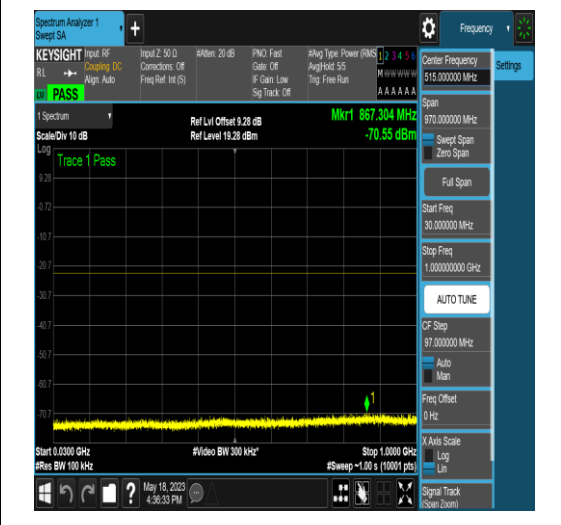 Spectrum Analyzer 1
Swept SA
+
Frequency
KEYSIGHT
RL
Input: RF
Coupling: DC
Align: Auto
Input Z: 50 Ω
Corrections: Off
Freq Ref: Int (S)
#Atten: 20 dB
PNO: Fast
Gate: Off
IF Gain: Low
Sig Track: Off
#Avg Type: Power (RMS
Avg|Hold: 5/5
Trig: Free Run
1 2 3 4 5 6
M w w w w w
A A A A A A
PASS
1 Spectrum
Scale/Div 10 dB
Ref Lvl Offset 9.28 dB
Ref Level 19.28 dBm
Mkr1 867.304 MHz
-70.55 dBm
Log
Trace 1 Pass
9.28
-0.72
-10.7
-20.7
-30.7
-40.7
-50.7
-60.7
-70.7
1
Start 0.0300 GHz
#Res BW 100 kHz
#Video BW 300 kHz*
Stop 1.0000 GHz
#Sweep ~1.00 s (10001 pts)
?
May 18, 2023
4:36:33 PM
Center Frequency
515.000000 MHz
Settings
Span
970.000000 MHz
Swept Span
Zero Span
Full Span
Start Freq
30.000000 MHz
Stop Freq
1.000000000 GHz
AUTO TUNE
CF Step
97.000000 MHz
Auto
Man
Freq Offset
0 Hz
X Axis Scale
Log
Lin
Signal Track
(Span Zoom)